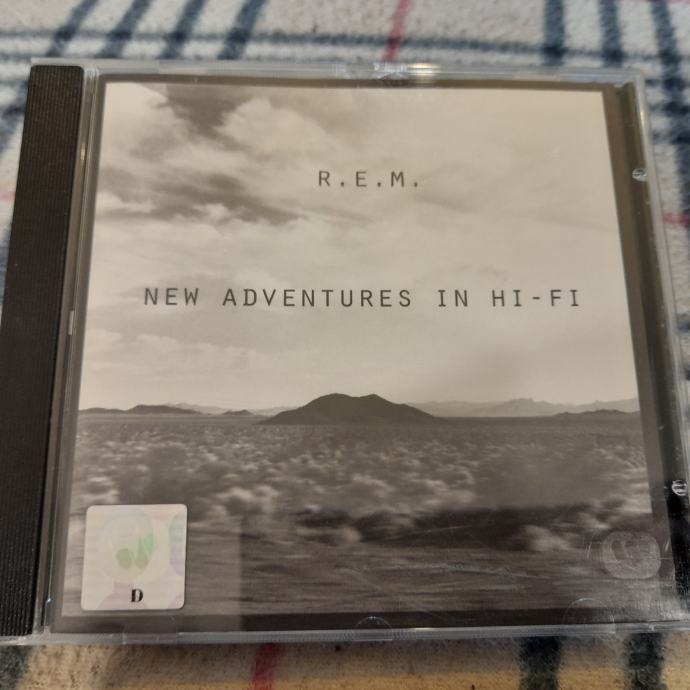 R.E.M.
NEW ADVENTURES IN HI-FI
D